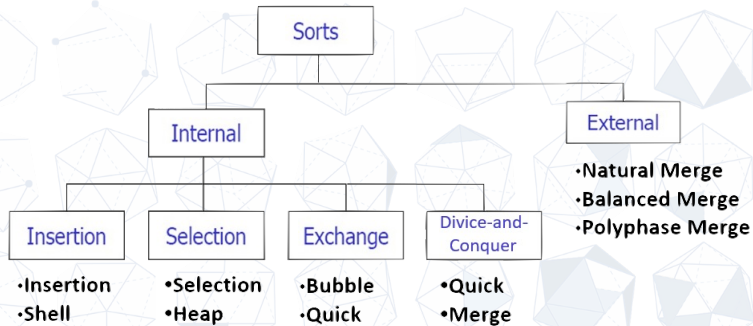 Sorts
Internal
External
·Natural Merge
·Balanced Merge
·Polyphase Merge
Insertion
Selection
Exchange
Divice-and-
Conquer
·Insertion
·Shell
•Selection
•Heap
·Bubble
·Quick
•Quick
•Merge